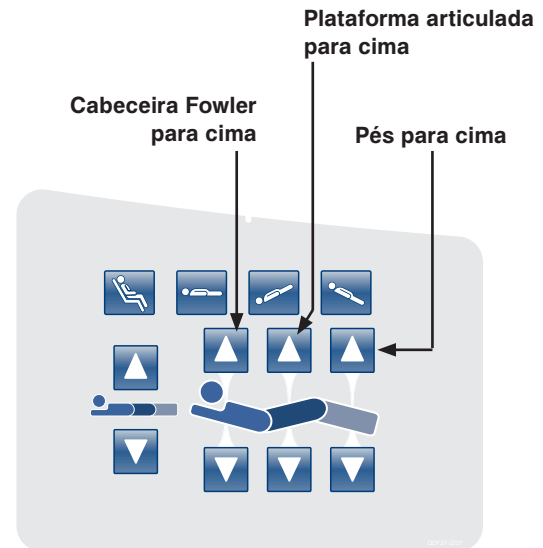 Plataforma articulada
para cima
Cabeceira Fowler
para cima
Pés para cima